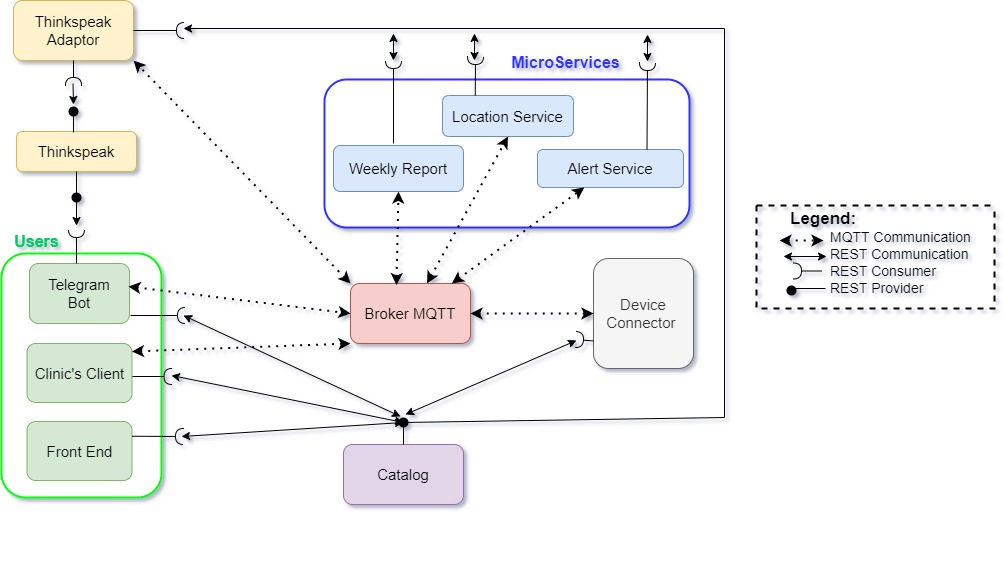 Thinkspeak
Adaptor
MicroServices
Location Service
Thinkspeak
Weekly Report
Alert Service
Legend:
MQTT Communication
REST Communication
REST Consumer
REST Provider
Users
Telegram
Bot
Broker MQTT
Device
Connector
Clinic's Client
Front End
Catalog